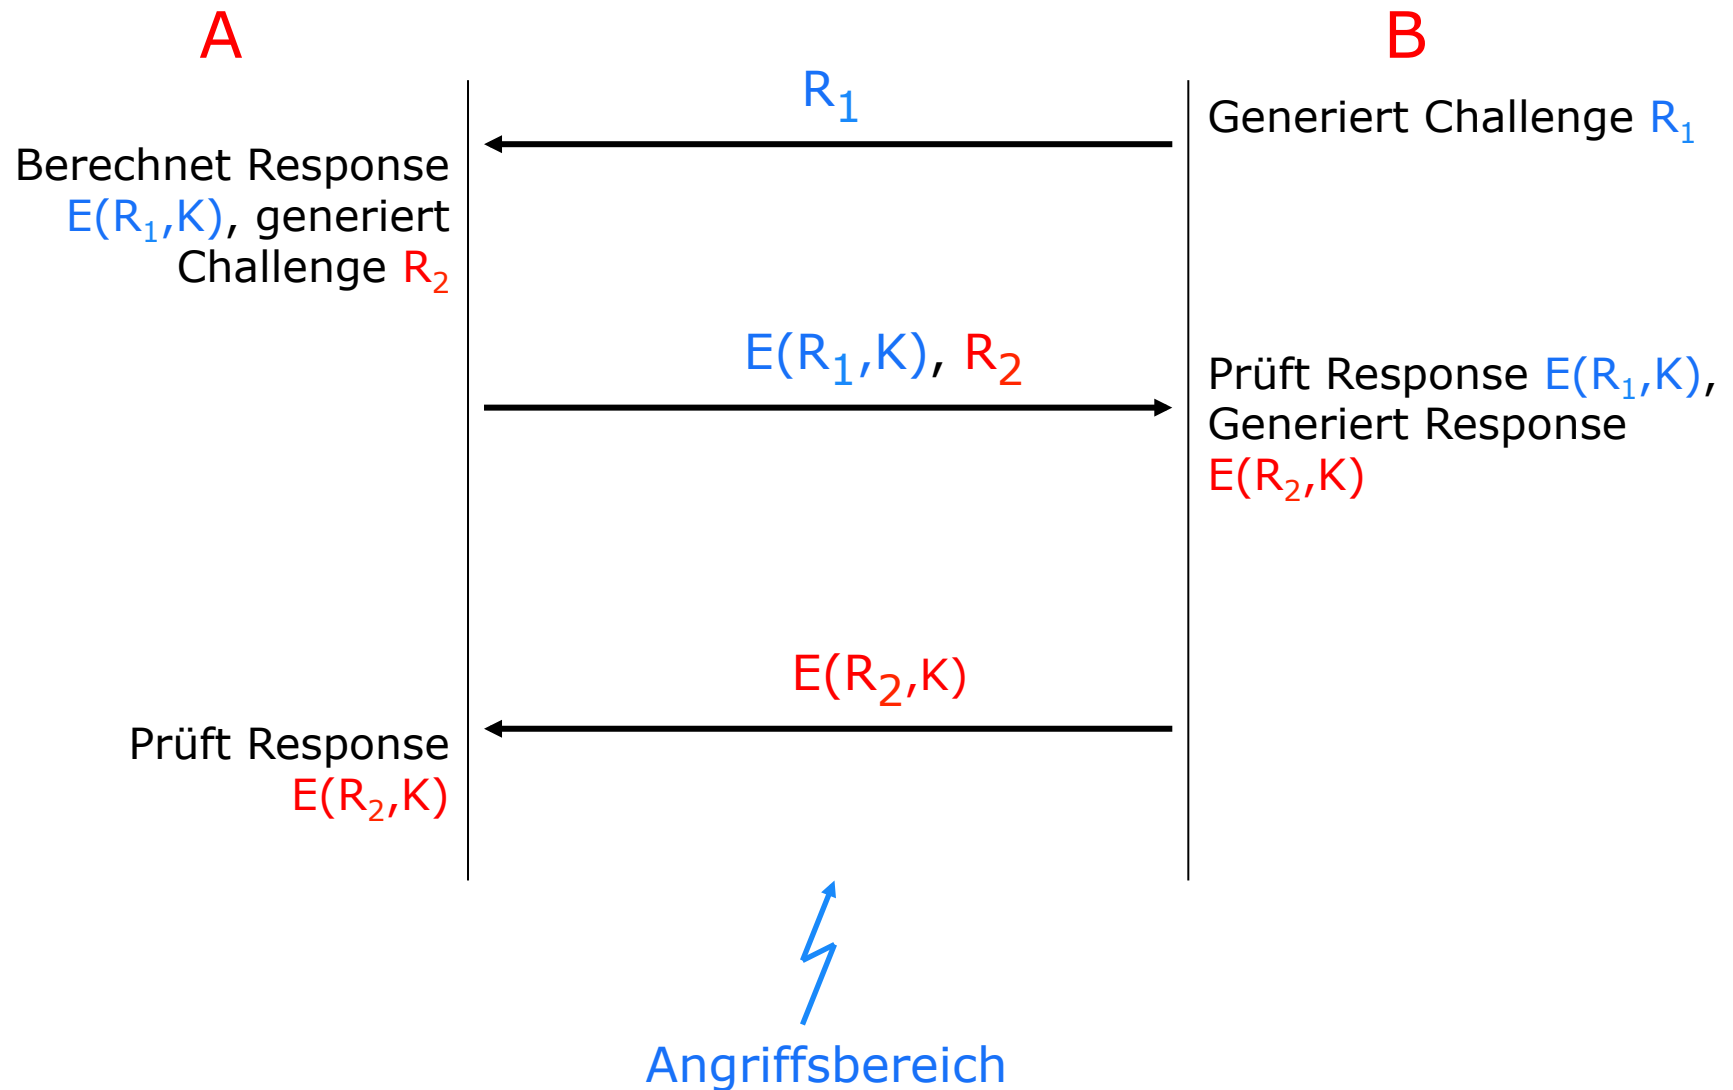 A
B
R₁
Generiert Challenge R₁
Berechnet Response
E(R₁,K), generiert
Challenge R₂
E(R₁,K), R₂
Prüft Response E(R₁,K),
Generiert Response
E(R₂,K)
E(R₂,K)
Prüft Response
E(R₂,K)
Angriffsbereich